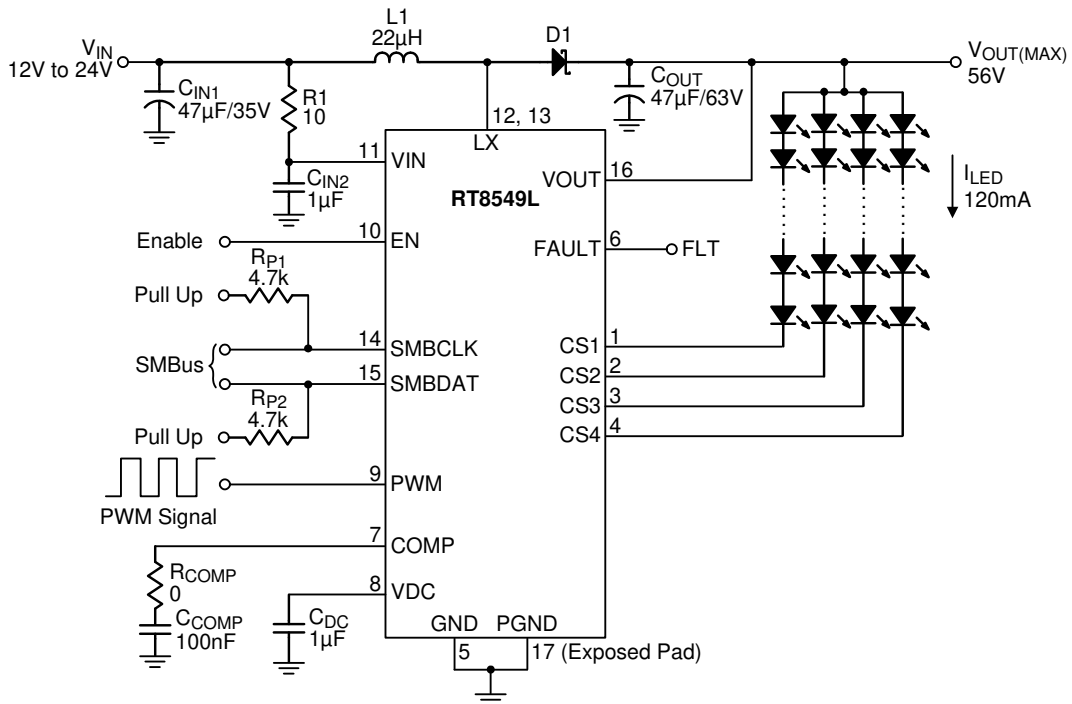 L1
22µH
D1
VIN
12V to 24V
VOUT(MAX)
56V
CIN1
47µF/35V
R1
10
COUT
47µF/63V
12, 13
LX
11 VIN
CIN2
1µF
VOUT 16
RT8549L
ILED
120mA
Enable
10 EN
FAULT 6
FLT
RP1
4.7k
Pull Up
14 SMBCLK
SMBus
15 SMBDAT
RP2
4.7k
Pull Up
CS1 1
CS2 2
CS3 3
CS4 4
9 PWM
PWM Signal
7 COMP
RCOMP
0
8 VDC
CCOMP
100nF
CDC
1µF
GND PGND
5 17 (Exposed Pad)